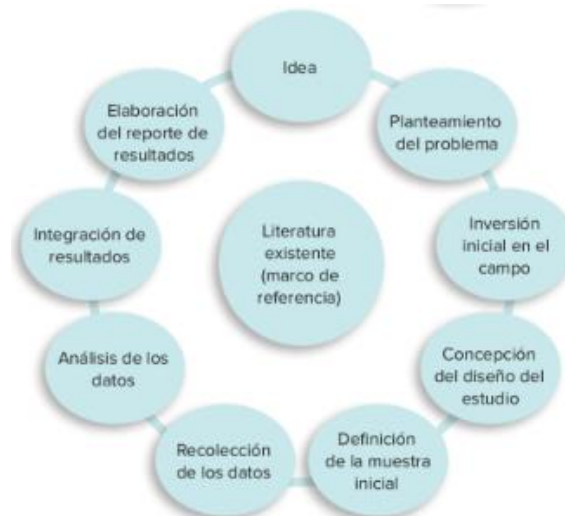 Idea
Planteamiento
del problema
Inversión
inicial en el
campo
Concepción
del diseño del
estudio
Definición
de la muestra
inicial
Recolección
de los datos
Análisis de los
datos
Integración de
resultados
Elaboración
del reporte de
resultados
Literatura
existente
(marco de
referencia)